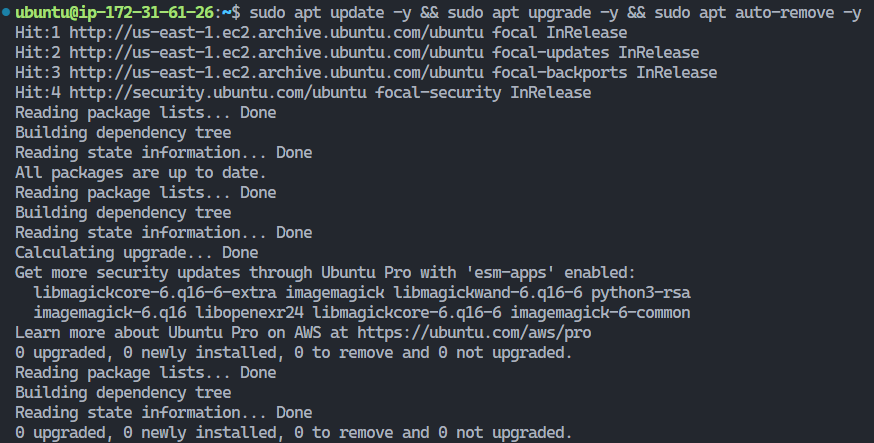 ubuntu@ip-172-31-61-26:~$ sudo apt update -y && sudo apt upgrade -y && sudo apt auto-remove -y
Hit:1 http://us-east-1.ec2.archive.ubuntu.com/ubuntu focal InRelease
Hit:2 http://us-east-1.ec2.archive.ubuntu.com/ubuntu focal-updates InRelease
Hit:3 http://us-east-1.ec2.archive.ubuntu.com/ubuntu focal-backports InRelease
Hit:4 http://security.ubuntu.com/ubuntu focal-security InRelease
Reading package lists... Done
Building dependency tree
Reading state information... Done
All packages are up to date.
Reading package lists... Done
Building dependency tree
Reading state information... Done
Calculating upgrade... Done
Get more security updates through Ubuntu Pro with 'esm-apps' enabled:
  libmagickcore-6.q16-6-extra imagemagick libmagickwand-6.q16-6 python3-rsa
  imagemagick-6.q16 libopenexr24 libmagickcore-6.q16-6 imagemagick-6-common
Learn more about Ubuntu Pro on AWS at https://ubuntu.com/aws/pro
0 upgraded, 0 newly installed, 0 to remove and 0 not upgraded.
Reading package lists... Done
Building dependency tree
Reading state information... Done
0 upgraded, 0 newly installed, 0 to remove and 0 not upgraded.